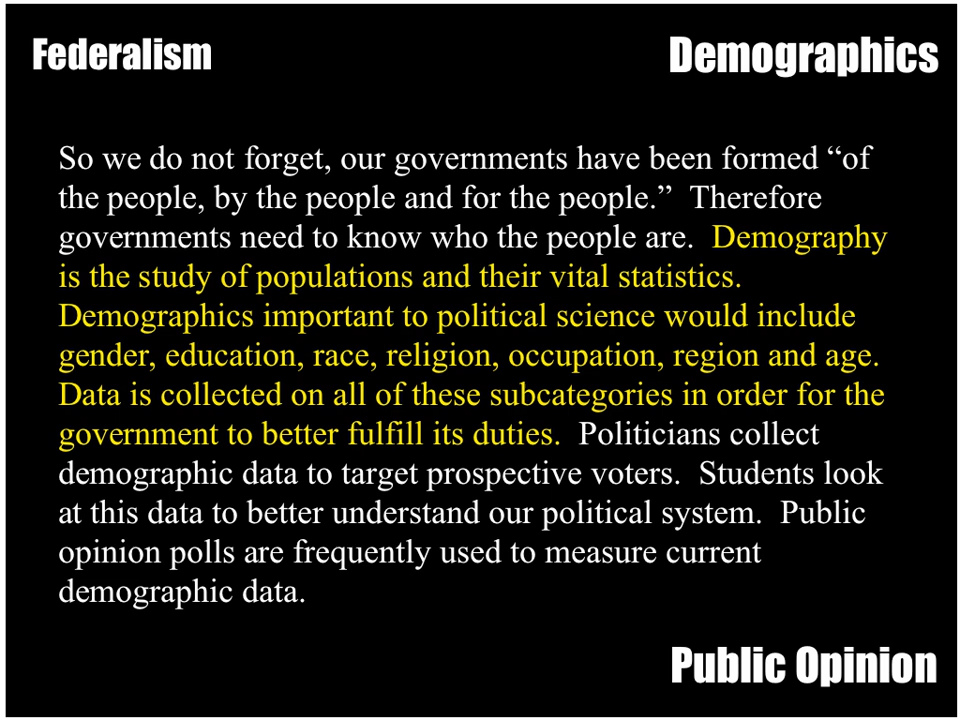 Federalism
Demographics
So we do not forget, our governments have been formed “of
the people, by the people and for the people.”  Therefore
governments need to know who the people are.  Demography
is the study of populations and their vital statistics.
Demographics important to political science would include
gender, education, race, religion, occupation, region and age.
Data is collected on all of these subcategories in order for the
government to better fulfill its duties.  Politicians collect
demographic data to target prospective voters.  Students look
at this data to better understand our political system.  Public
opinion polls are frequently used to measure current
demographic data.
Public Opinion